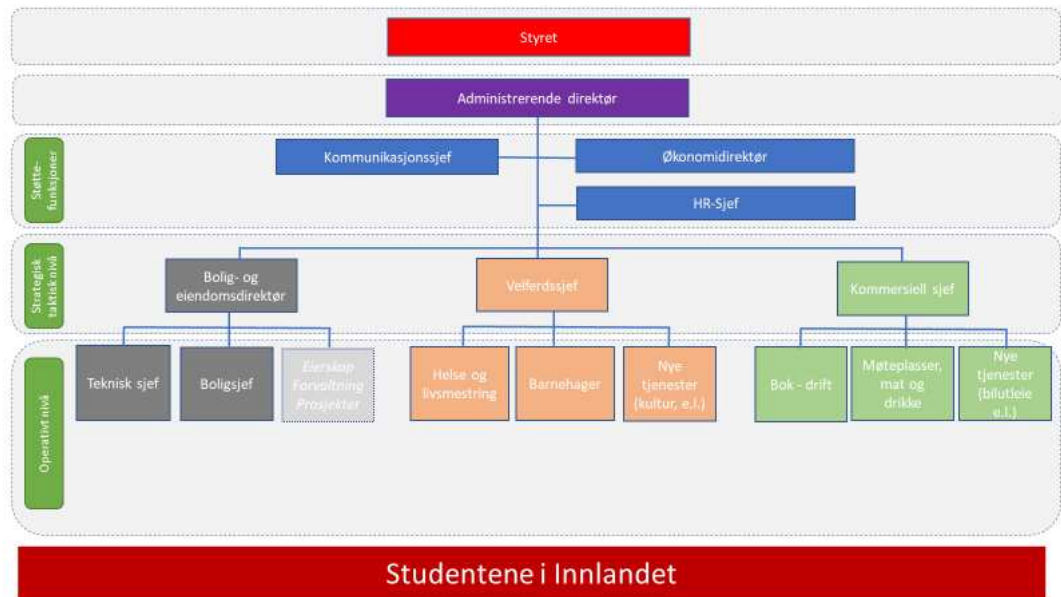 Styret
Administrerende direktør
Støtte-
funksjoner
Kommunikasjonssjef
Økonomidirektør
HR-Sjef
Strategisk
taktisk nivå
Bolig- og
eiendomsdirektør
Velferdssjef
Kommersiell sjef
Operativt nivå
Teknisk sjef
Boligsjef
Eierskap
Forvaltning
Prosjekter
Helse og
livsmestring
Barnehager
Nye
tjenester
(kultur, e.l.)
Bok - drift
Møteplasser,
mat og
drikke
Nye
tjenester
(bilutleie
e.l.)
Studentene i Innlandet